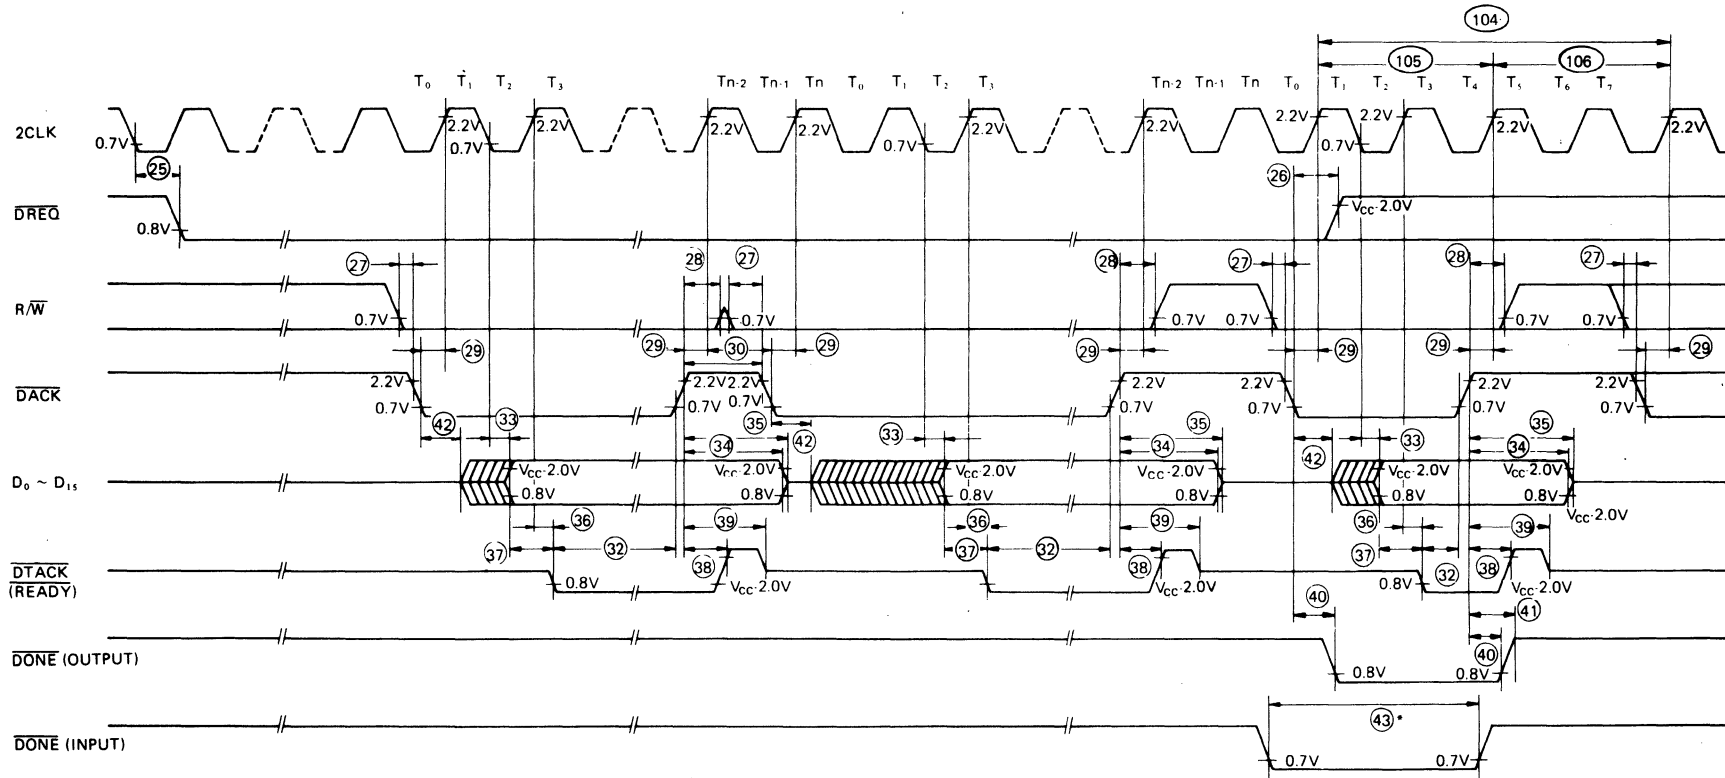 104
105 106
T0 T1 T2 T3 Tn-2 Tn-1 Tn T0 T1 T2 T3 Tn-2 Tn-1 Tn T0 T1 T2 T3 T4 T5 T6 T7
2CLK 0.7V 2.2V 0.7V 2.2V 2.2V 2.2V 0.7V 2.2V 2.2V 2.2V 0.7V 2.2V 2.2V 2.2V
25 26
DREQ 0.8V VCC-2.0V
27 28 27 28 27 28 27
R/W 0.7V 0.7V 0.7V 0.7V 0.7V 0.7V
29 29 30 29 29 29 29 29
DACK 2.2V 0.7V 2.2V 0.7V 2.2V 0.7V 2.2V 0.7V 2.2V 0.7V 2.2V 0.7V 2.2V 0.7V
42 33 34 35 42 33 34 35 42 33 34 35
D0 ~ D15 VCC-2.0V 0.8V VCC-2.0V 0.8V VCC-2.0V 0.8V VCC-2.0V 0.8V VCC-2.0V 0.8V VCC-2.0V 0.8V VCC-2.0V
36 39 36 39 36 39
37 32 38 37 32 38 37 32 38
DTACK 0.8V VCC-2.0V VCC-2.0V 0.8V VCC-2.0V
(READY)
40 41
DONE (OUTPUT) 0.8V 0.8V 40
43*
DONE (INPUT) 0.7V 0.7V